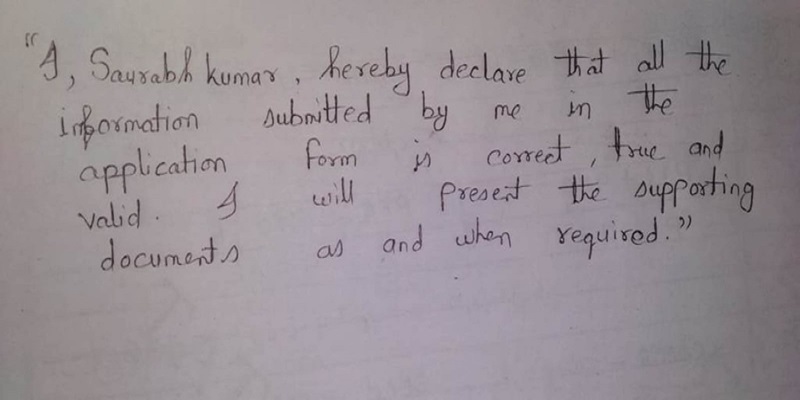 "I, Saurabh kumar, hereby declare that all the
information submitted by me in the
application form is correct, true and
valid. I will present the supporting
documents as and when required."